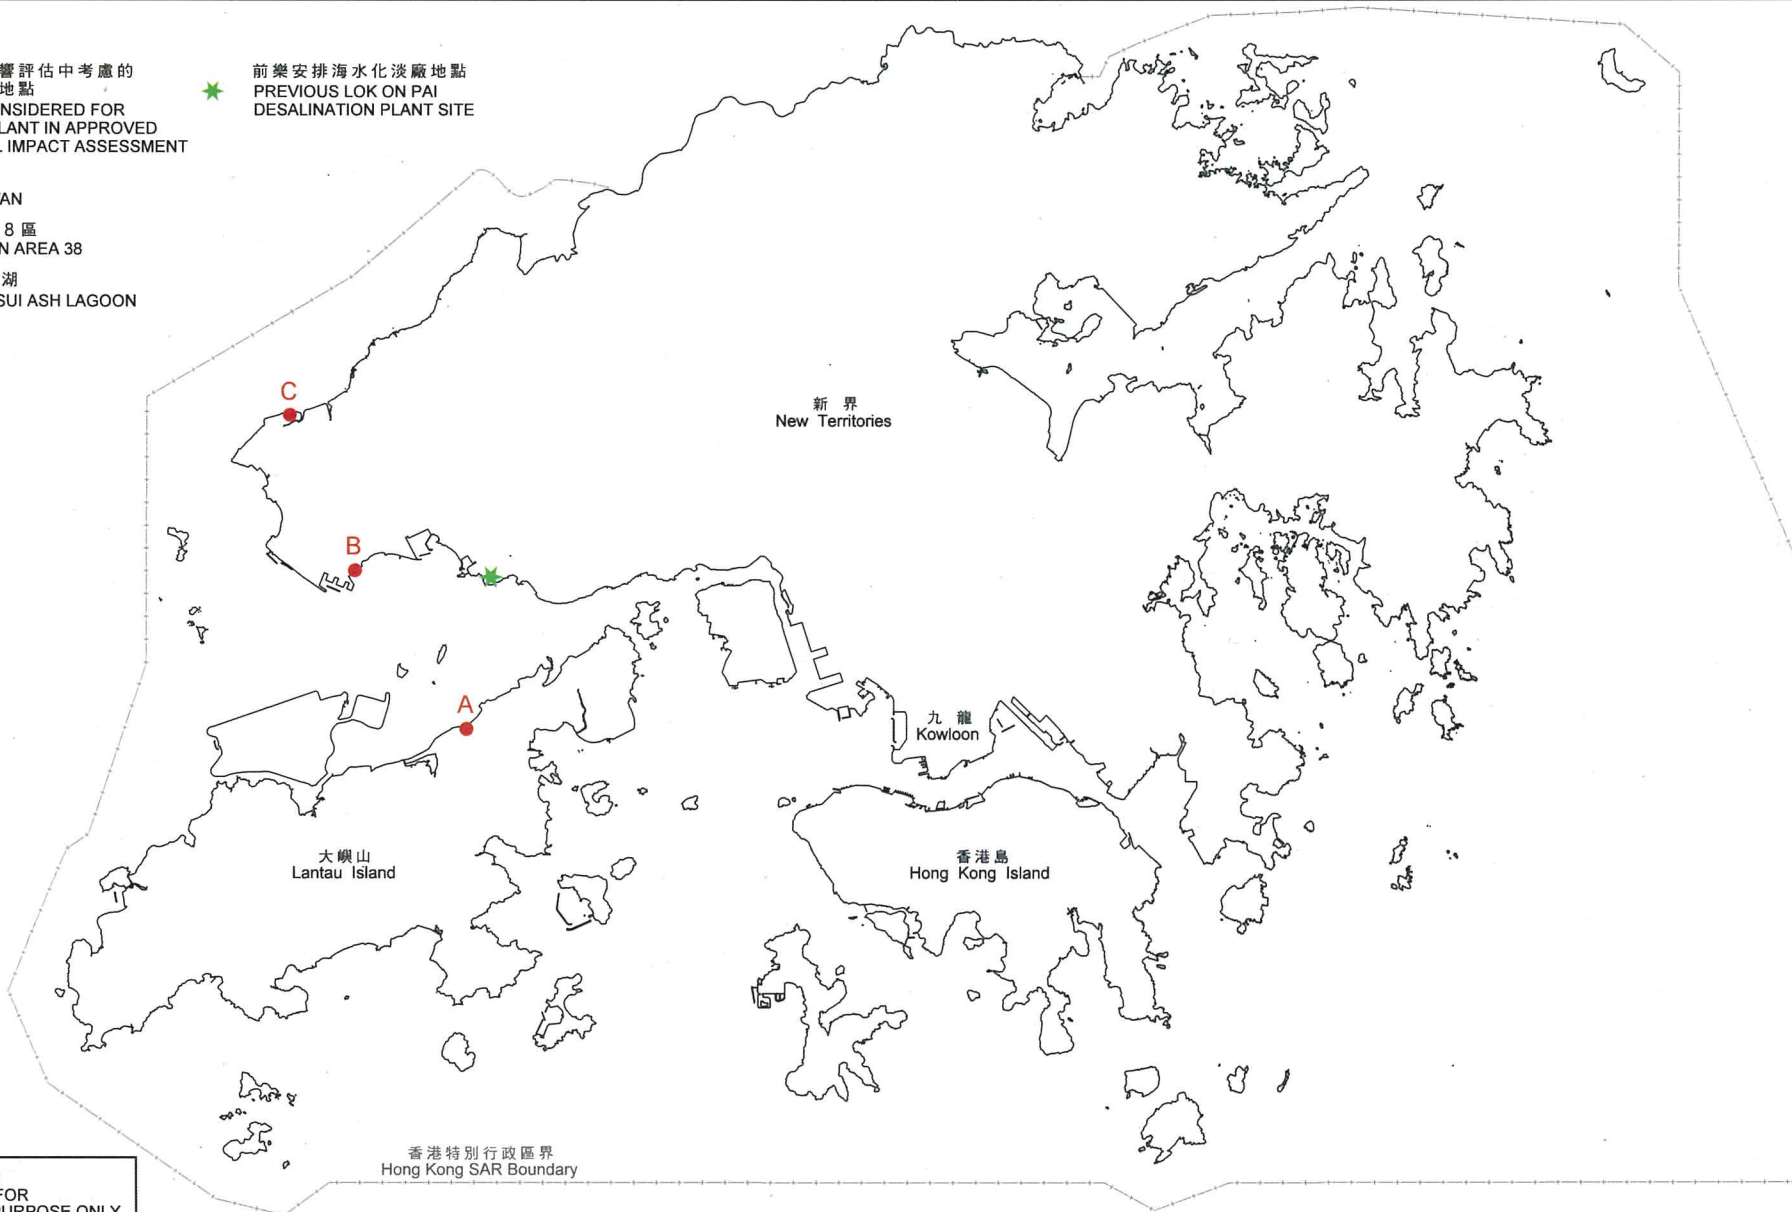 響評估中考慮的
地點
NSIDERED FOR
LANT IN APPROVED
IMPACT ASSESSMENT
前樂安排海水化淡廠地點
PREVIOUS LOK ON PAI
DESALINATION PLANT SITE
AN
8 區
N AREA 38
湖
SUI ASH LAGOON
C
新 界
New Territories
B
A
九 龍
Kowloon
大嶼山
Lantau Island
香港島
Hong Kong Island
香港特別行政區界
Hong Kong SAR Boundary
FOR
PURPOSE ONLY